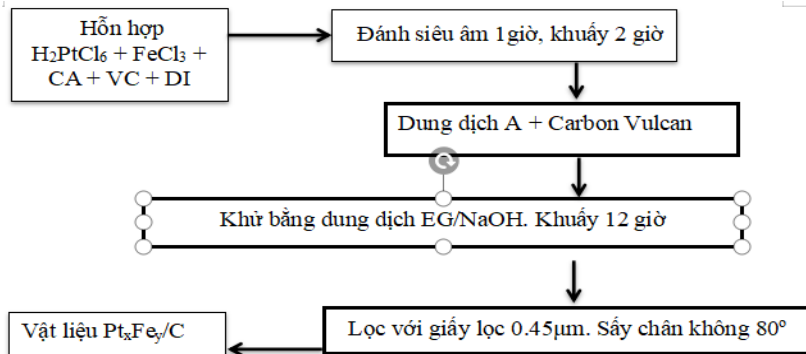 Hỗn hợp
H₂PtCl₆ + FeCl₃ +
CA + VC + DI
Đánh siêu âm 1giờ, khuấy 2 giờ
Dung dịch A + Carbon Vulcan
Khử bằng dung dịch EG/NaOH. Khuấy 12 giờ
Lọc với giấy lọc 0.45μm. Sấy chân không 80º
Vật liệu PtₓFeᵧ/C